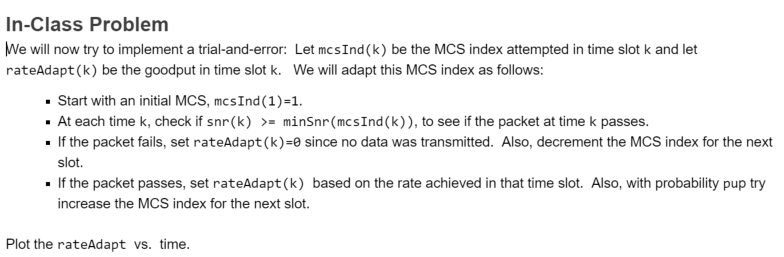 In-Class Problem
We will now try to implement a trial-and-error: Let mcsInd(k) be the MCS index attempted in time slot k and let
rateAdapt(k) be the goodput in time slot k. We will adapt this MCS index as follows:
▪ Start with an initial MCS, mcsInd(1)=1.
▪ At each time k, check if snr(k) >= minSnr(mcsInd(k)), to see if the packet at time k passes.
▪ If the packet fails, set rateAdapt(k)=0 since no data was transmitted. Also, decrement the MCS index for the next
slot.
▪ If the packet passes, set rateAdapt(k) based on the rate achieved in that time slot. Also, with probability pup try
increase the MCS index for the next slot.
Plot the rateAdapt vs. time.